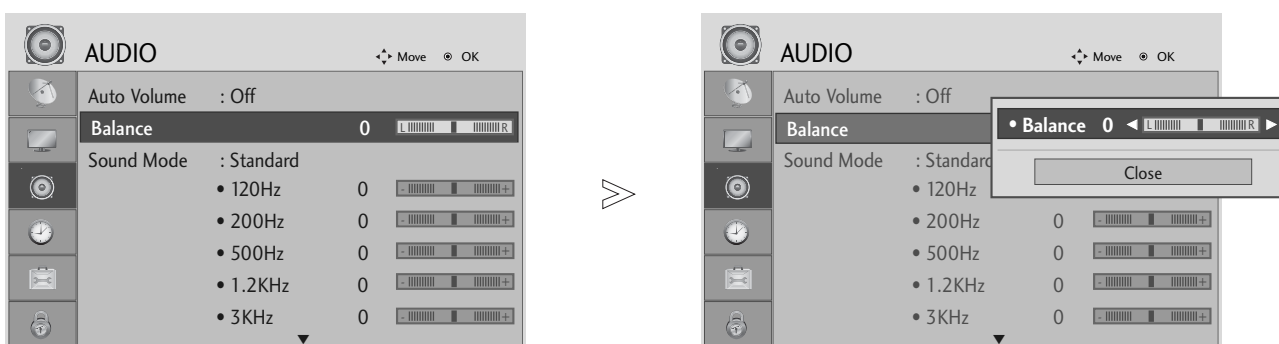 AUDIO
Move OK
Auto Volume : Off
Balance 0 L R
Sound Mode : Standard
• 120Hz 0 - +
• 200Hz 0 - +
• 500Hz 0 - +
• 1.2KHz 0 - +
• 3KHz 0 - +
AUDIO
Move OK
Auto Volume : Off
Balance
• Balance 0 L R
Sound Mode : Standard
Close
• 120Hz
• 200Hz 0 - +
• 500Hz 0 - +
• 1.2KHz 0 - +
• 3KHz 0 - +